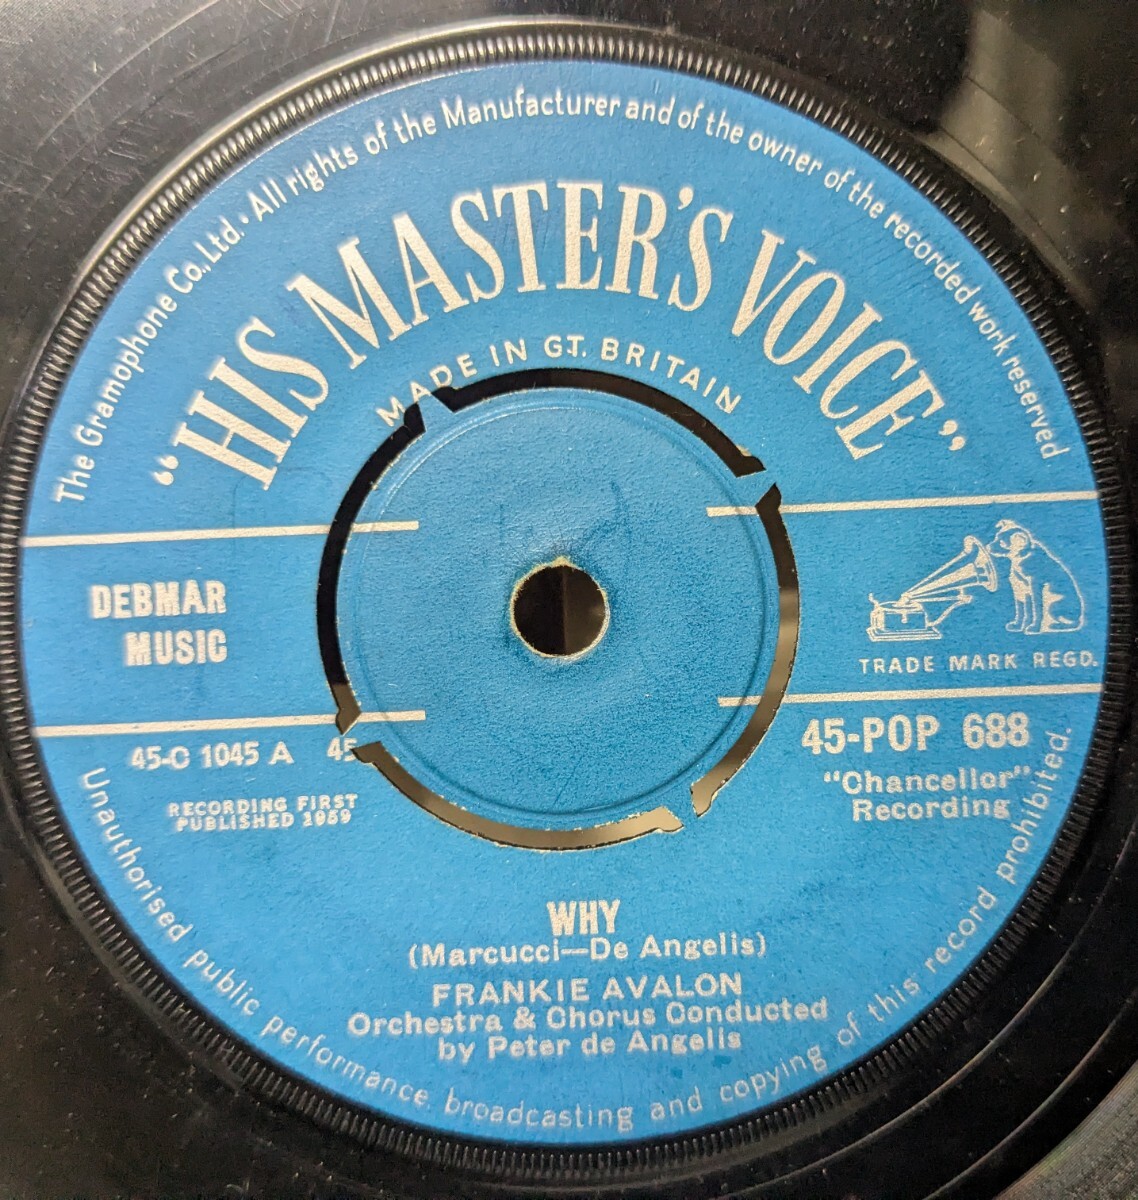 The Gramophone Co., Ltd. · All rights of the Manufacturer and of the owner of the recorded work reserved
"HIS MASTER'S VOICE"
MADE IN GT. BRITAIN
DEBMAR
MUSIC
TRADE MARK REGD.
45-C 1045 A 45
RECORDING FIRST
PUBLISHED 1959
45-POP 688
"Chancellor"
Recording
WHY
(Marcucci—De Angelis)
FRANKIE AVALON
Orchestra & Chorus Conducted
by Peter de Angelis
Unauthorised public performance broadcasting and copying of this record prohibited.